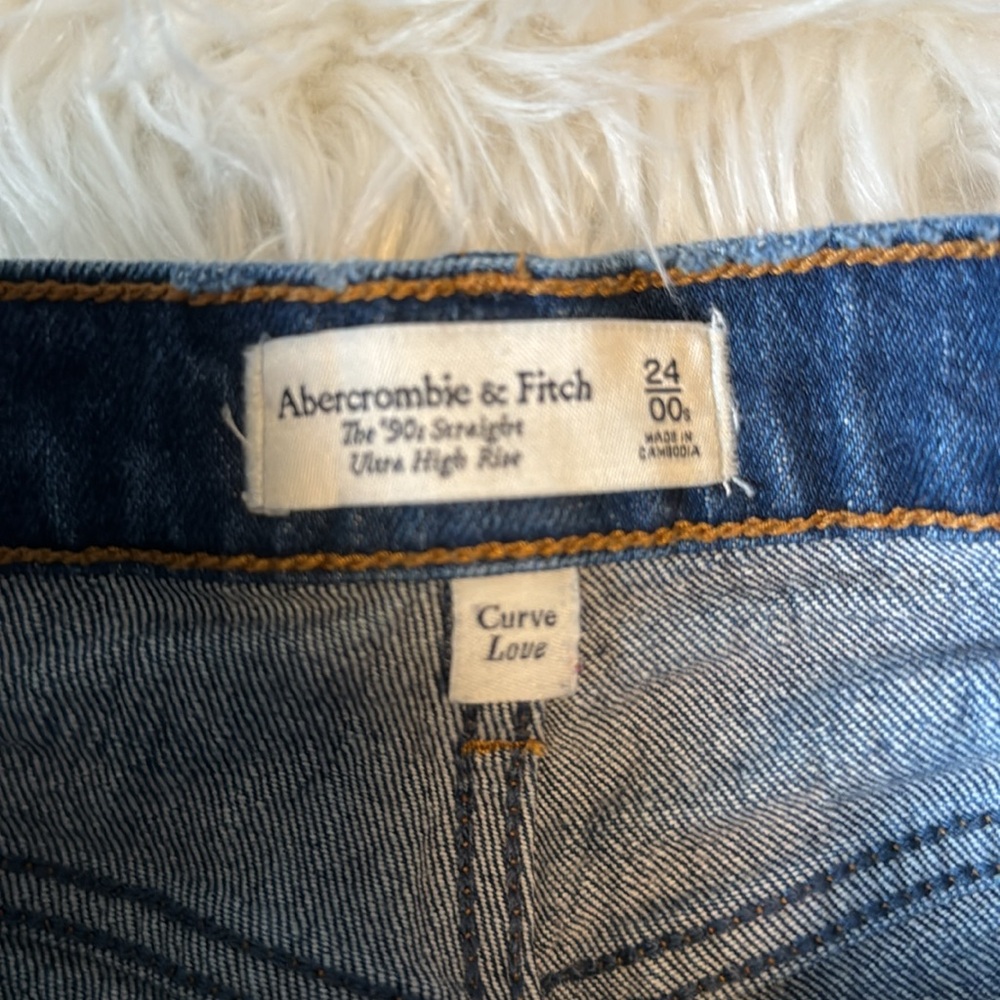 Abercrombie & Fitch
The '90s Straight
Ultra High Rise
24
00s
MADE IN
CAMBODIA
Curve
Love